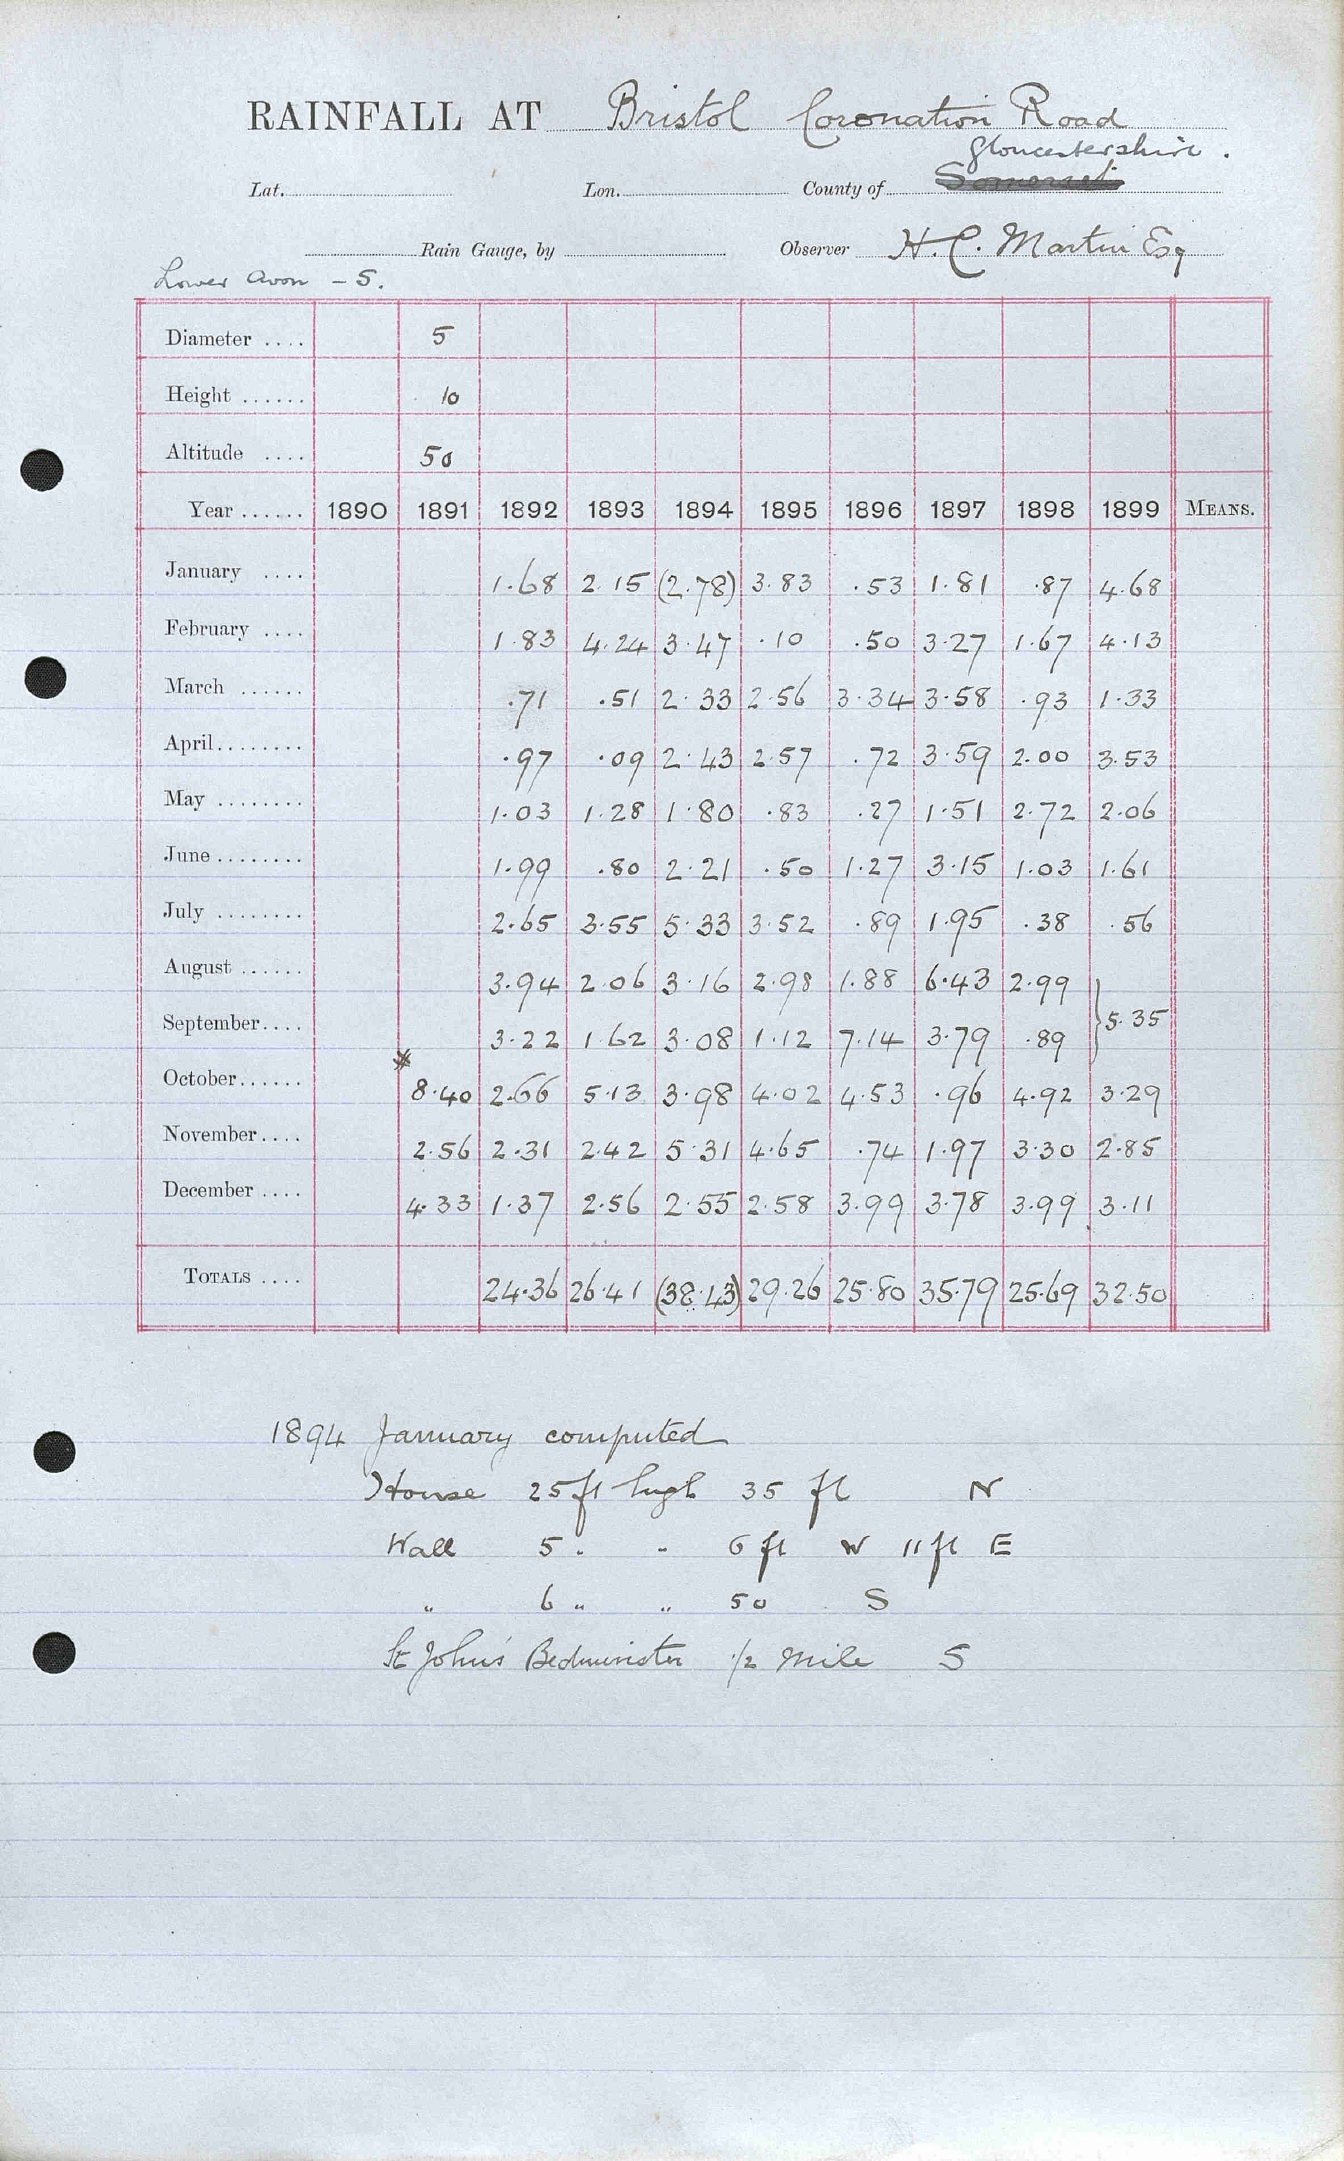 RAINFALL AT Bristol Coronation Road
Gloucestershire.
Lat. Lon. County of Somerset
Rain Gauge, by Observer H. C. Martin Esq
Lower Avon - S.
Diameter .... 5
Height ...... 10
Altitude .... 50
Year ...... 1890 1891 1892 1893 1894 1895 1896 1897 1898 1899 MEANS.
January .... 1.68 2.15 (2.78) 3.83 .53 1.81 .87 4.68
February .... 1.83 4.24 3.47 .10 .50 3.27 1.67 4.13
March ...... .71 .51 2.33 2.56 3.34 3.58 .93 1.33
April........ .97 .09 2.43 2.57 .72 3.59 2.00 3.53
May ........ 1.03 1.28 1.80 .83 .27 1.51 2.72 2.06
June........ 1.99 .80 2.21 .50 1.27 3.15 1.03 1.61
July ........ 2.65 3.55 5.33 3.52 .89 1.95 .38 .56
August ...... 3.94 2.06 3.16 2.98 1.88 6.43 2.99
September.... 3.22 1.62 3.08 1.12 7.14 3.79 .89 } 5.35
October...... * 8.40 2.66 5.13 3.98 4.02 4.53 .96 4.92 3.29
November.... 2.56 2.31 2.42 5.31 4.65 .74 1.97 3.30 2.85
December .... 4.33 1.37 2.56 2.55 2.58 3.99 3.78 3.99 3.11
TOTALS .... 24.36 26.41 (38.43) 29.26 25.80 35.79 25.69 32.50
1894 January computed
House 25 ft high 35 ft N
Wall 5 " " 6 ft W 11 ft E
" 6 " " 50 S
St John's Bedminster 1/2 Mile S